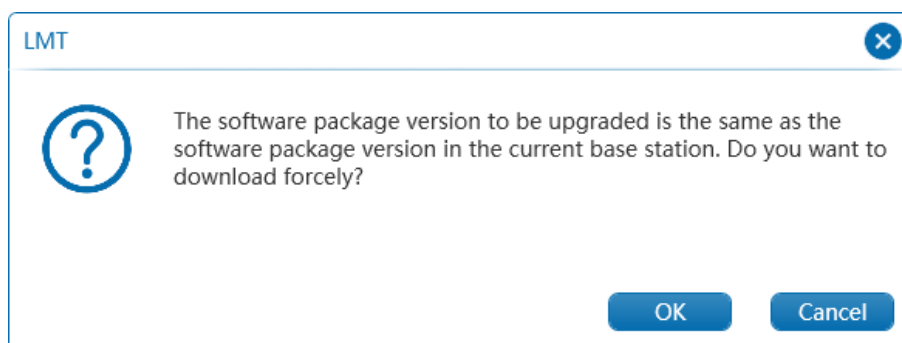 LMT
The software package version to be upgraded is the same as the
software package version in the current base station. Do you want to
download forcely?
OK
Cancel